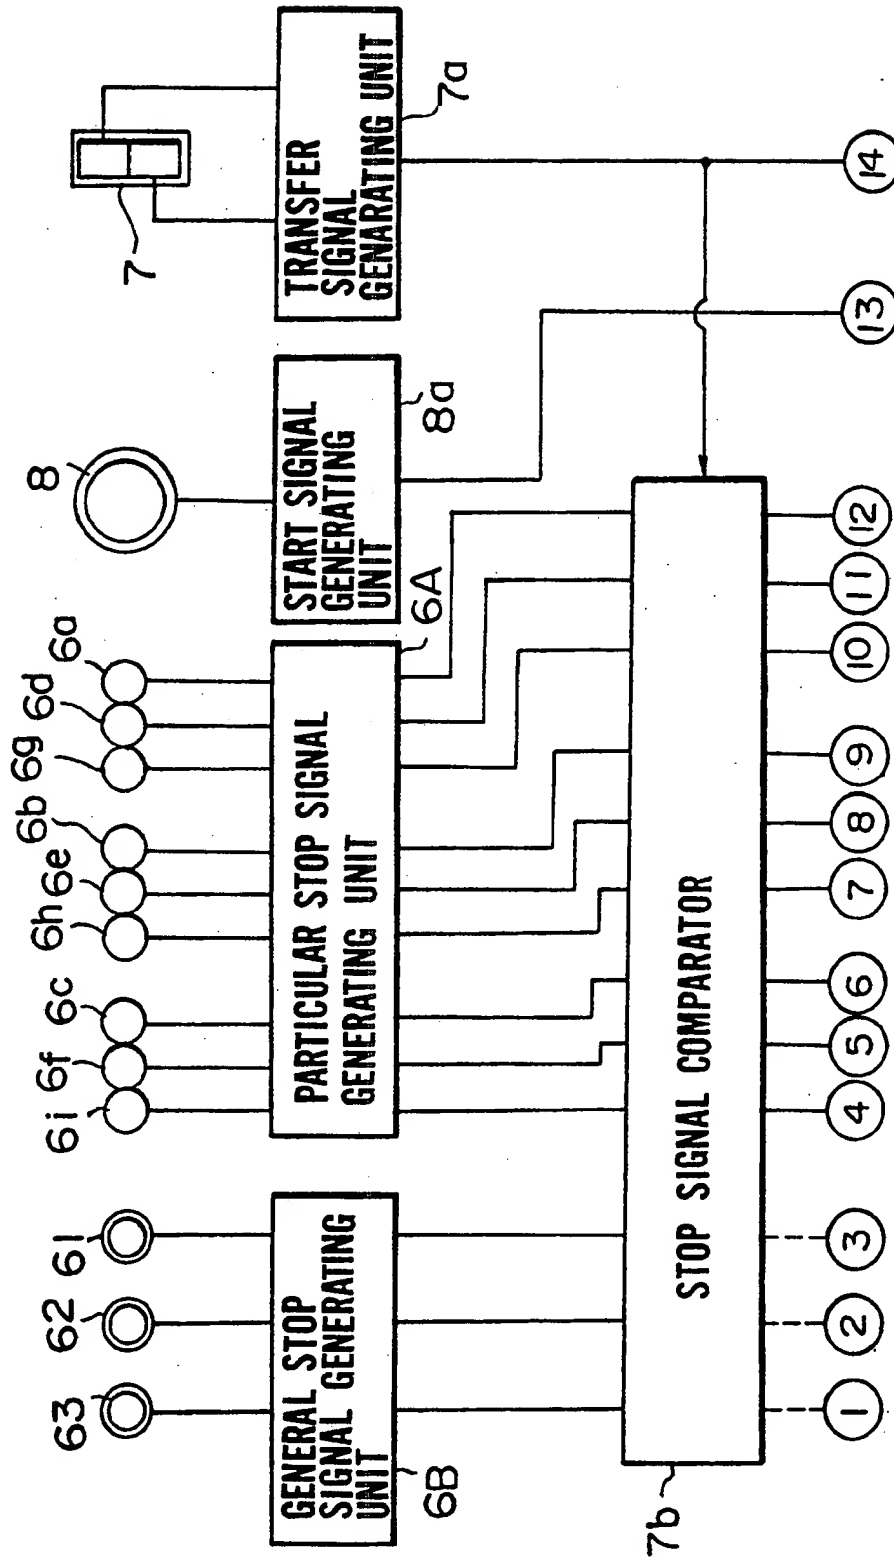 63
62
61
6i
6f
6c
6h
6e
6b
6g
6d
6a
8
7
GENERAL STOP
SIGNAL GENERATING
UNIT
6B
PARTICULAR STOP SIGNAL
GENERATING UNIT
6A
START SIGNAL
GENERATING
UNIT
8a
TRANSFER
SIGNAL
GENARATING UNIT
7a
STOP SIGNAL COMPARATOR
7b
1
2
3
4
5
6
7
8
9
10
11
12
13
14